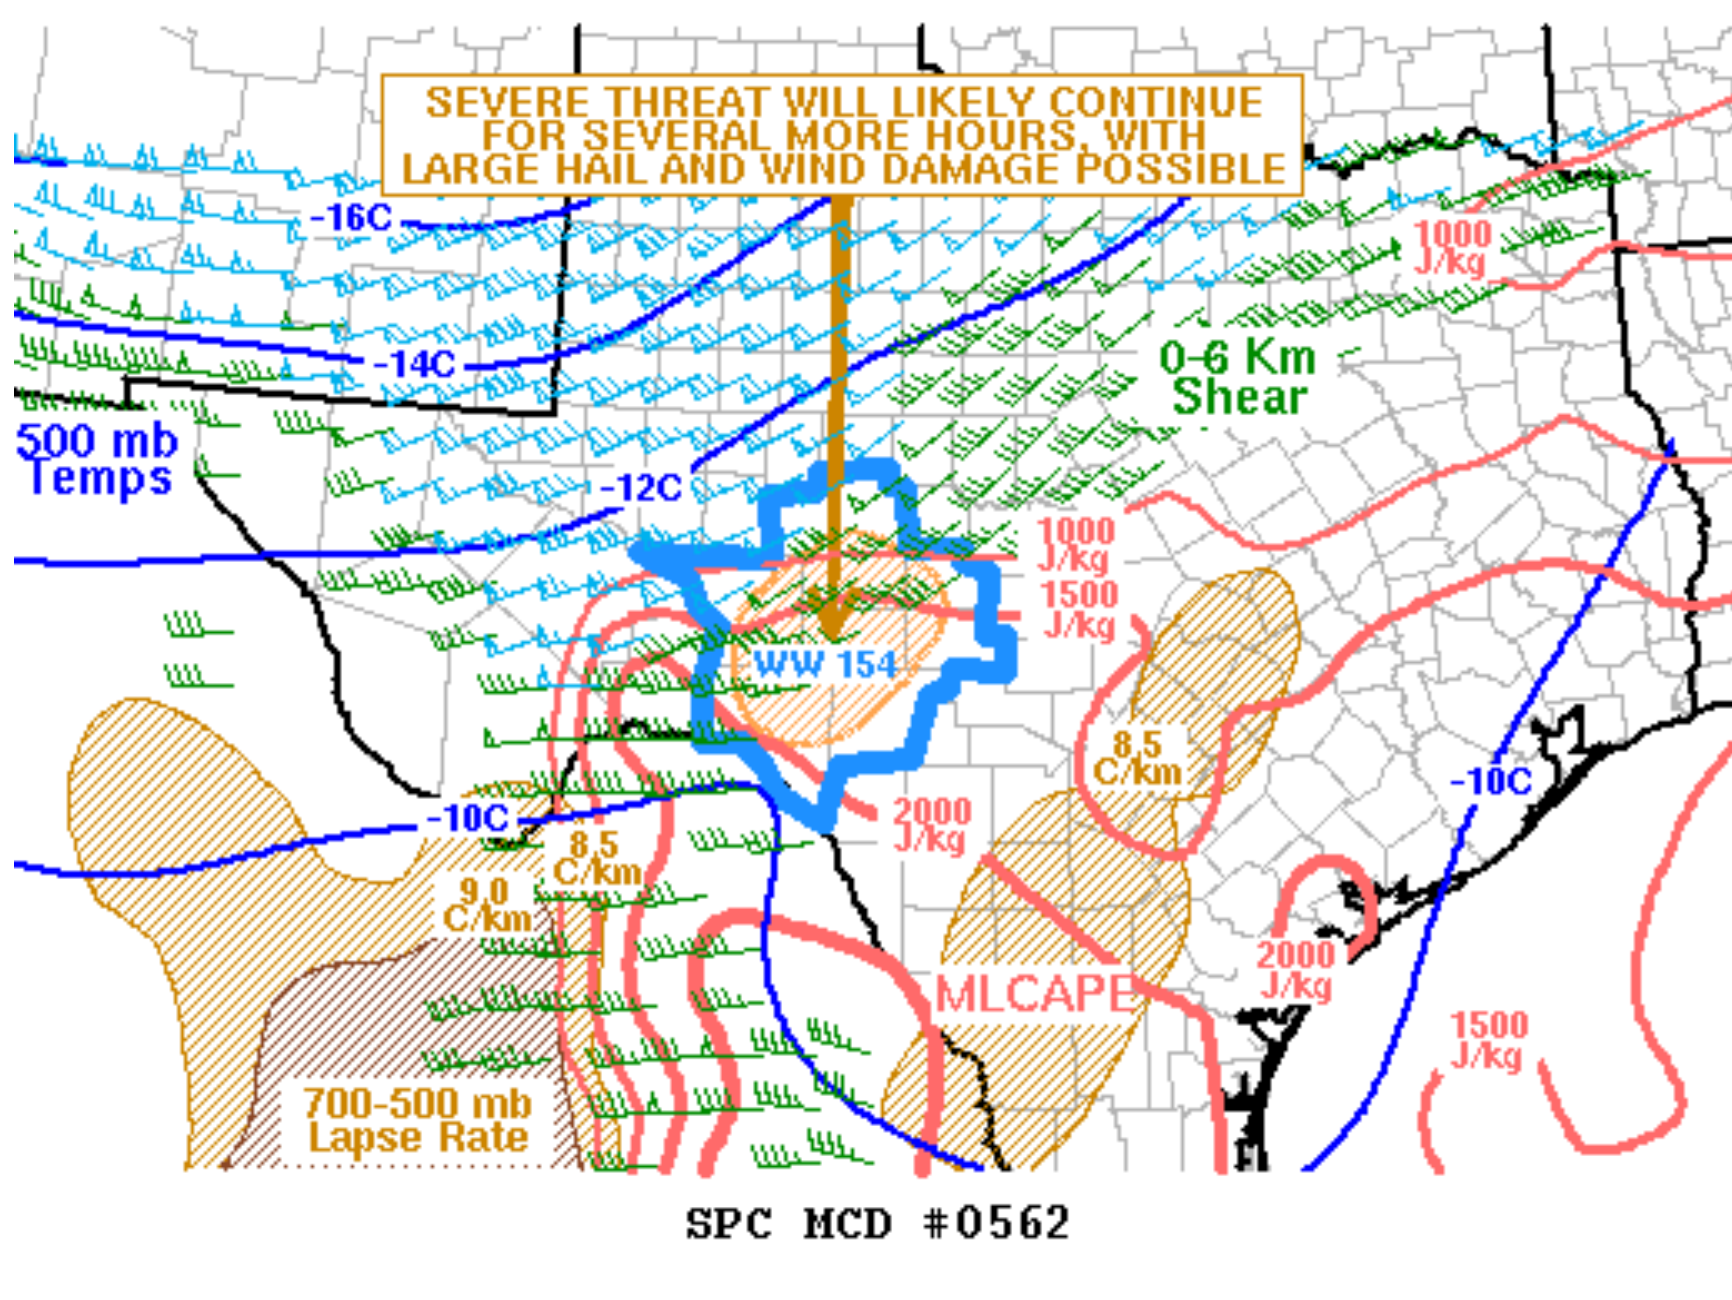 SEVERE THREAT WILL LIKELY CONTINUE
FOR SEVERAL MORE HOURS, WITH
LARGE HAIL AND WIND DAMAGE POSSIBLE
-16C
1000
J/kg
-14C
0-6 Km
Shear
500 mb
Temps
-12C
1000
J/kg
1500
J/kg
WW 154
8.5
C/km
-10C
-10C
2000
J/kg
8.5
C/km
9.0
C/km
MLCAPE
2000
J/kg
1500
J/kg
700-500 mb
Lapse Rate
SPC MCD #0562